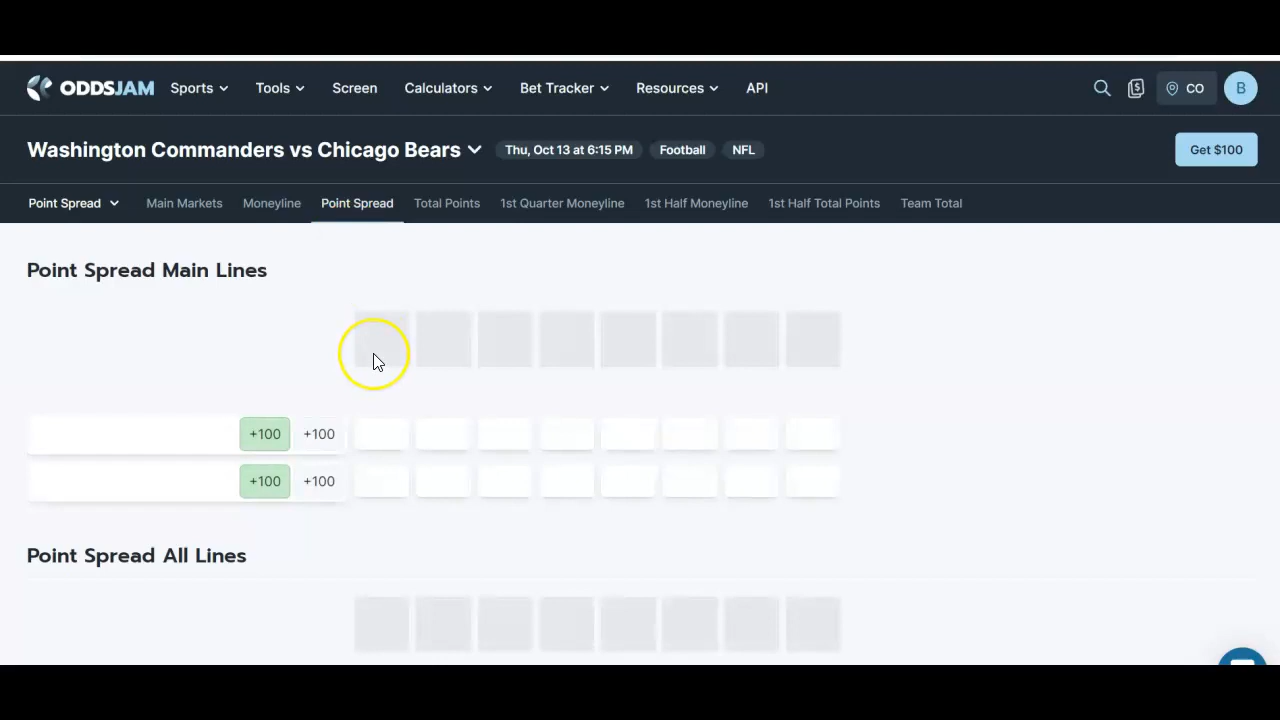 ODDSJAM Sports Tools Screen Calculators Bet Tracker Resources API CO B
Washington Commanders vs Chicago Bears Thu, Oct 13 at 6:15 PM Football NFL Get $100
Point Spread Main Markets Moneyline Point Spread Total Points 1st Quarter Moneyline 1st Half Moneyline 1st Half Total Points Team Total
Point Spread Main Lines
+100 +100
+100 +100
Point Spread All Lines